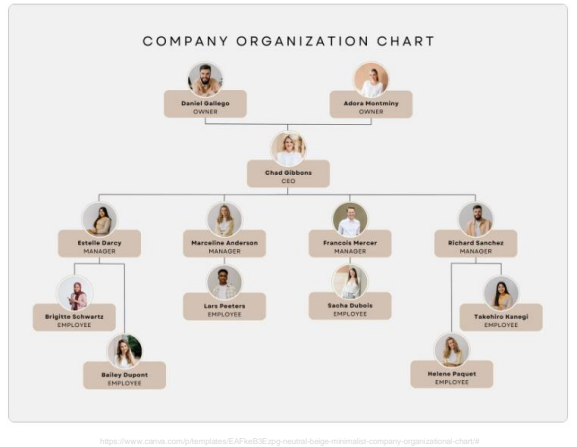 COMPANY ORGANIZATION CHART
Daniel Gallego
OWNER
Adora Montminy
OWNER
Chad Gibbons
CEO
Estelle Darcy
MANAGER
Marceline Anderson
MANAGER
Francois Mercer
MANAGER
Richard Sanchez
MANAGER
Brigitte Schwartz
EMPLOYEE
Lars Peeters
EMPLOYEE
Sacha Dubois
EMPLOYEE
Takehiro Kanegi
EMPLOYEE
Bailey Dupont
EMPLOYEE
Helene Paquet
EMPLOYEE